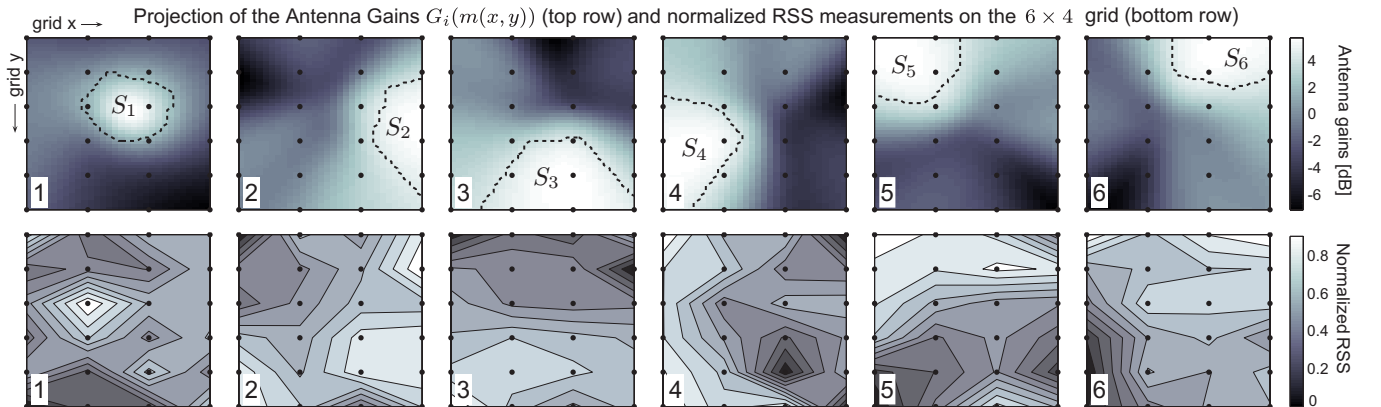 Projection of the Antenna Gains G_i(m(x, y)) (top row) and normalized RSS measurements on the 6 × 4 grid (bottom row)
grid x →
grid y →
S_1
S_2
S_3
S_4
S_5
S_6
1
2
3
4
5
6
4
2
0
-2
-4
-6
Antenna gains [dB]
1
2
3
4
5
6
0.8
0.6
0.4
0.2
0
Normalized RSS